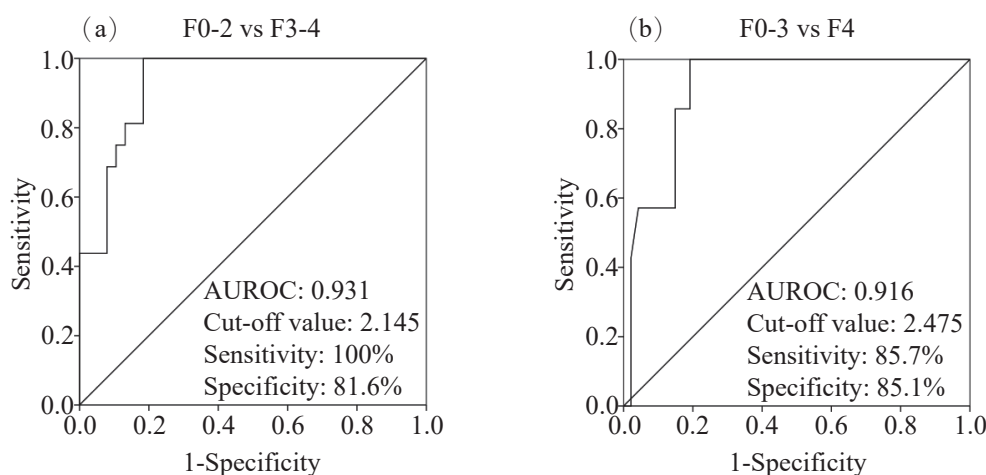 （a） F0-2 vs F3-4
1.0
0.8
0.6
0.4
0.2
0.0
Sensitivity
AUROC: 0.931
Cut-off value: 2.145
Sensitivity: 100%
Specificity: 81.6%
0.0 0.2 0.4 0.6 0.8 1.0
1-Specificity
（b） F0-3 vs F4
1.0
0.8
0.6
0.4
0.2
0.0
Sensitivity
AUROC: 0.916
Cut-off value: 2.475
Sensitivity: 85.7%
Specificity: 85.1%
0.0 0.2 0.4 0.6 0.8 1.0
1-Specificity